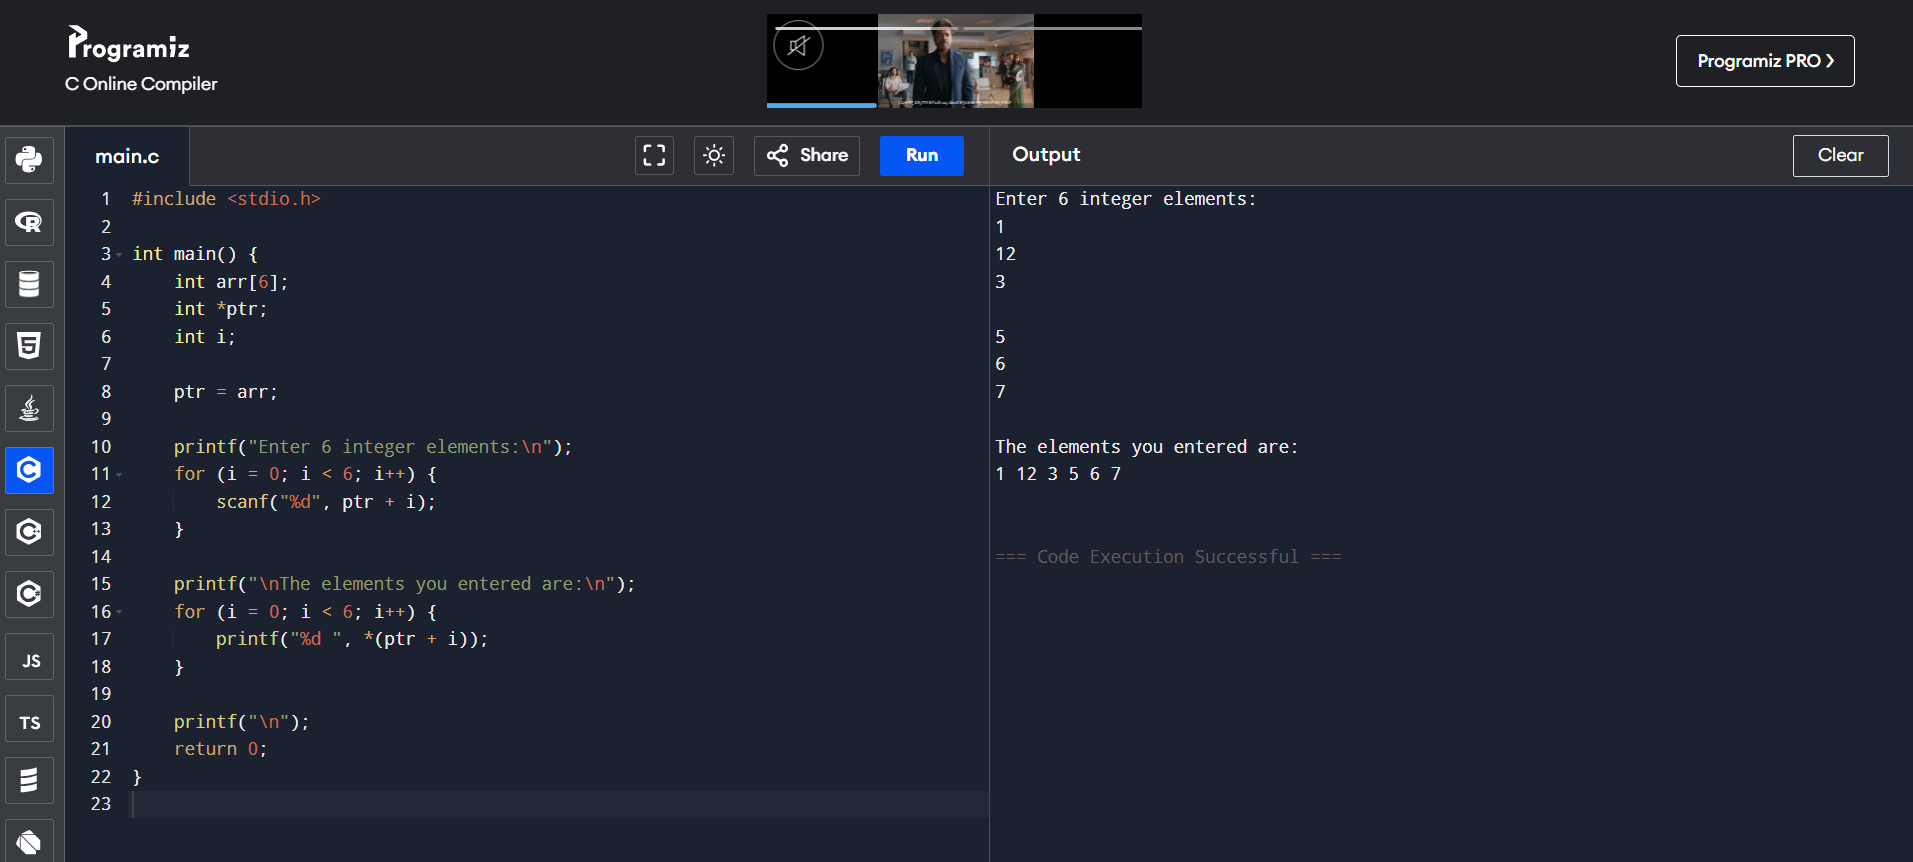 Programiz
C Online Compiler
Programiz PRO ❯
main.c
Share
Run
Output
Clear
1 #include <stdio.h>
2
3 int main() {
4     int arr[6];
5     int *ptr;
6     int i;
7
8     ptr = arr;
9
10     printf("Enter 6 integer elements:\n");
11     for (i = 0; i < 6; i++) {
12         scanf("%d", ptr + i);
13     }
14
15     printf("\nThe elements you entered are:\n");
16     for (i = 0; i < 6; i++) {
17         printf("%d ", *(ptr + i));
18     }
19
20     printf("\n");
21     return 0;
22 }
23
Enter 6 integer elements:
1
12
3
5
6
7
The elements you entered are:
1 12 3 5 6 7
=== Code Execution Successful ===
R
5
C
C++
C#
JS
TS